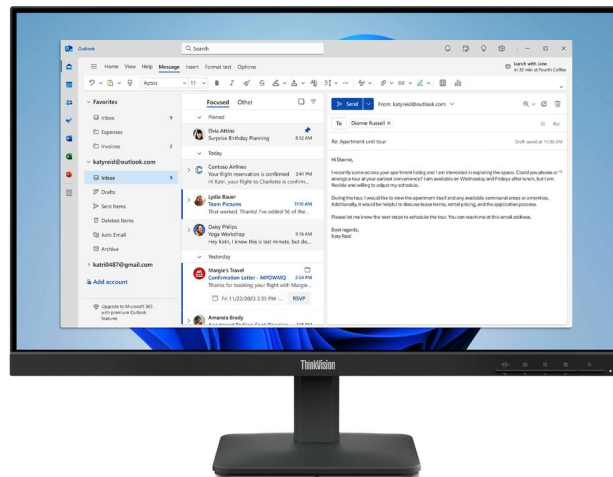 Outlook
Search
Home View Help Message Insert Format text Options
Lunch with Jane
in 30 min at Fourth Coffee
Aptos
11
B I
Favorites
Inbox 9
Expenses
Invoices 2
katyreid@outlook.com
Inbox 9
Drafts
Sent Items
Deleted Items
Junk Email
Archive
katri0487@gmail.com
Add account
Upgrade to Microsoft 365
with premium Outlook
features
Focused Other
Pinned
Elvia Atkins
Surprise Birthday Planning 9:32 AM
Today
Contoso Airlines
Your flight reservation is confirmed 2:41 PM
Hi Katri, your flight to Charlotte is confirm...
Lydia Bauer
Team Pictures 11:10 AM
That worked. Thanks! I've added 56 of the...
Daisy Philips
Yoga Workshop 9:16 AM
Hey Katri, I know this is last minute, but do...
Yesterday
Margie's Travel
Confirmation Letter - MPOWMQ 2:54 PM
Thanks for booking your flight with Margie...
Fri 11/22/2023 2:35 PM -... RSVP
Amanda Brady
Send
From: katyreid@outlook.com
To Dianne Russell
Cc Bcc
Re: Apartment unit tour
Draft saved at 11:00 AM
Hi Dianne,
I recently came across your apartment listing and I am interested in exploring the space. Could you please
arrange a tour at your earliest convenience? I am available on Wednesday and Fridays after lunch, but I am
flexible and willing to adjust my schedule.
During the tour, I would like to view the apartment itself and any available communal areas or amenities.
Additionally, it would be helpful to discuss lease terms, rental pricing, and the application process.
Please let me know the next steps to schedule the tour. You can reach me at this email address.
Best regards,
Katy Reid
ThinkVision